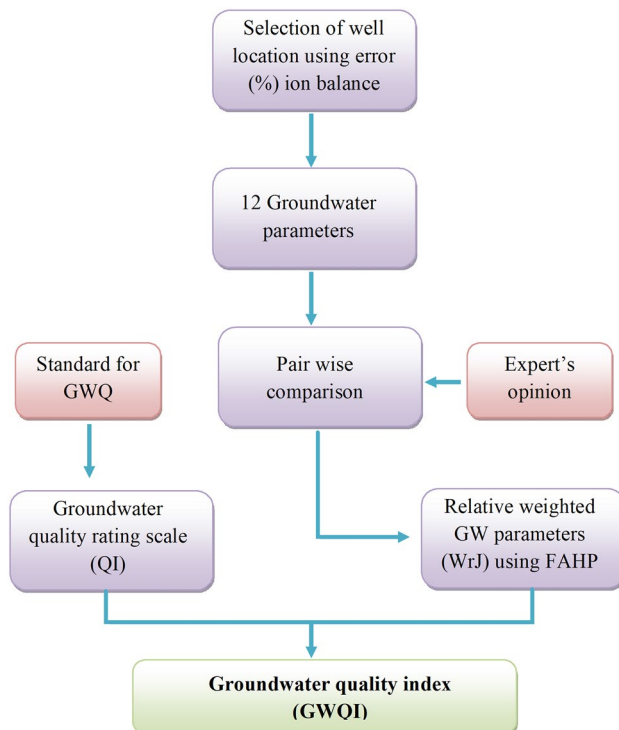 Selection of well
location using error
(%) ion balance
12 Groundwater
parameters
Standard for
GWQ
Pair wise
comparison
Expert's
opinion
Groundwater
quality rating scale
(QI)
Relative weighted
GW parameters
(WrJ) using FAHP
Groundwater quality index
(GWQI)